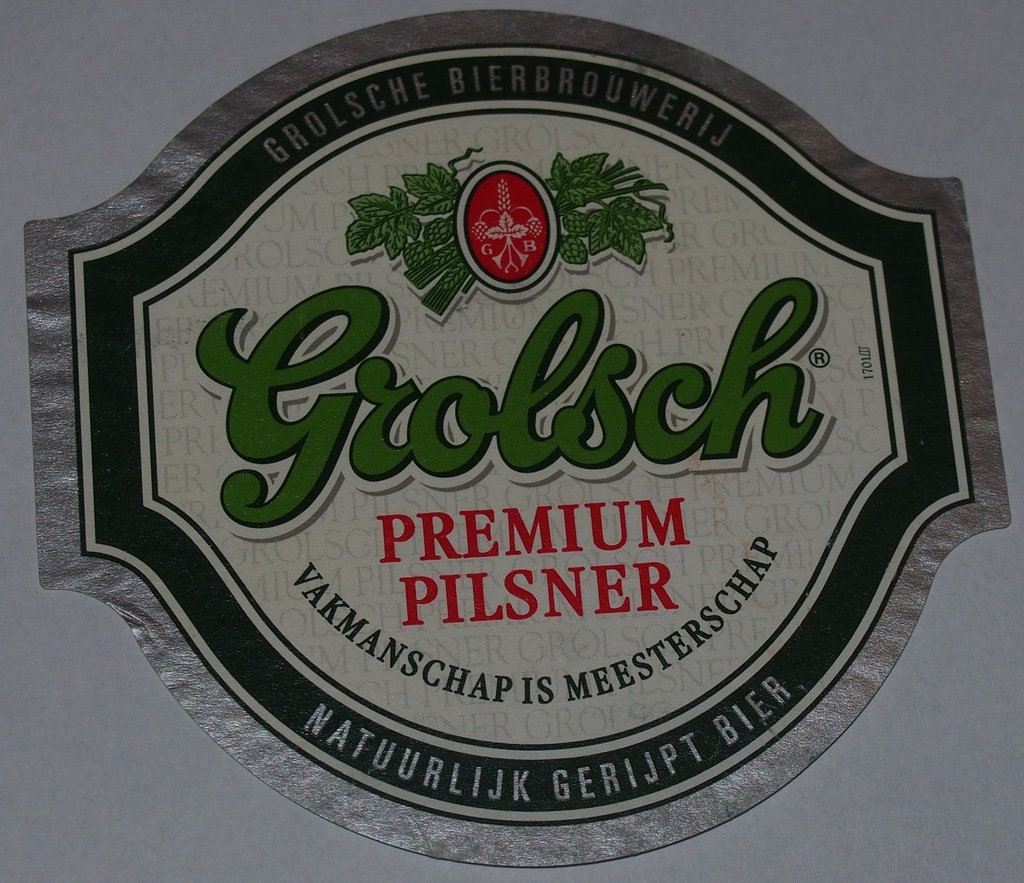 GROLSCHE BIERBROUWERIJ
G B
Grolsch®
PREMIUM
PILSNER
VAKMANSCHAP IS MEESTERSCHAP
NATUURLIJK GERIJPT BIER.